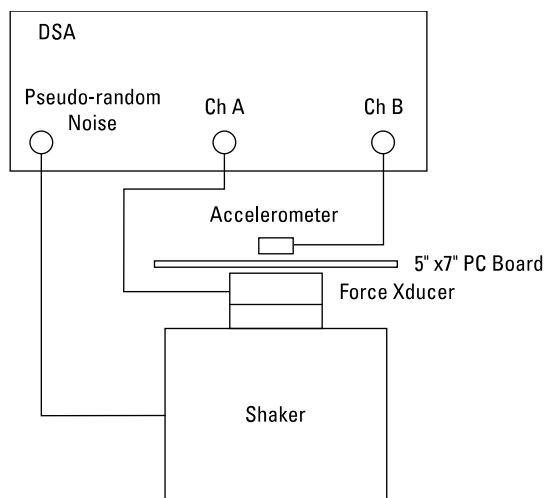 DSA
Pseudo-random
Noise
Ch A
Ch B
Accelerometer
5" x7" PC Board
Force Xducer
Shaker